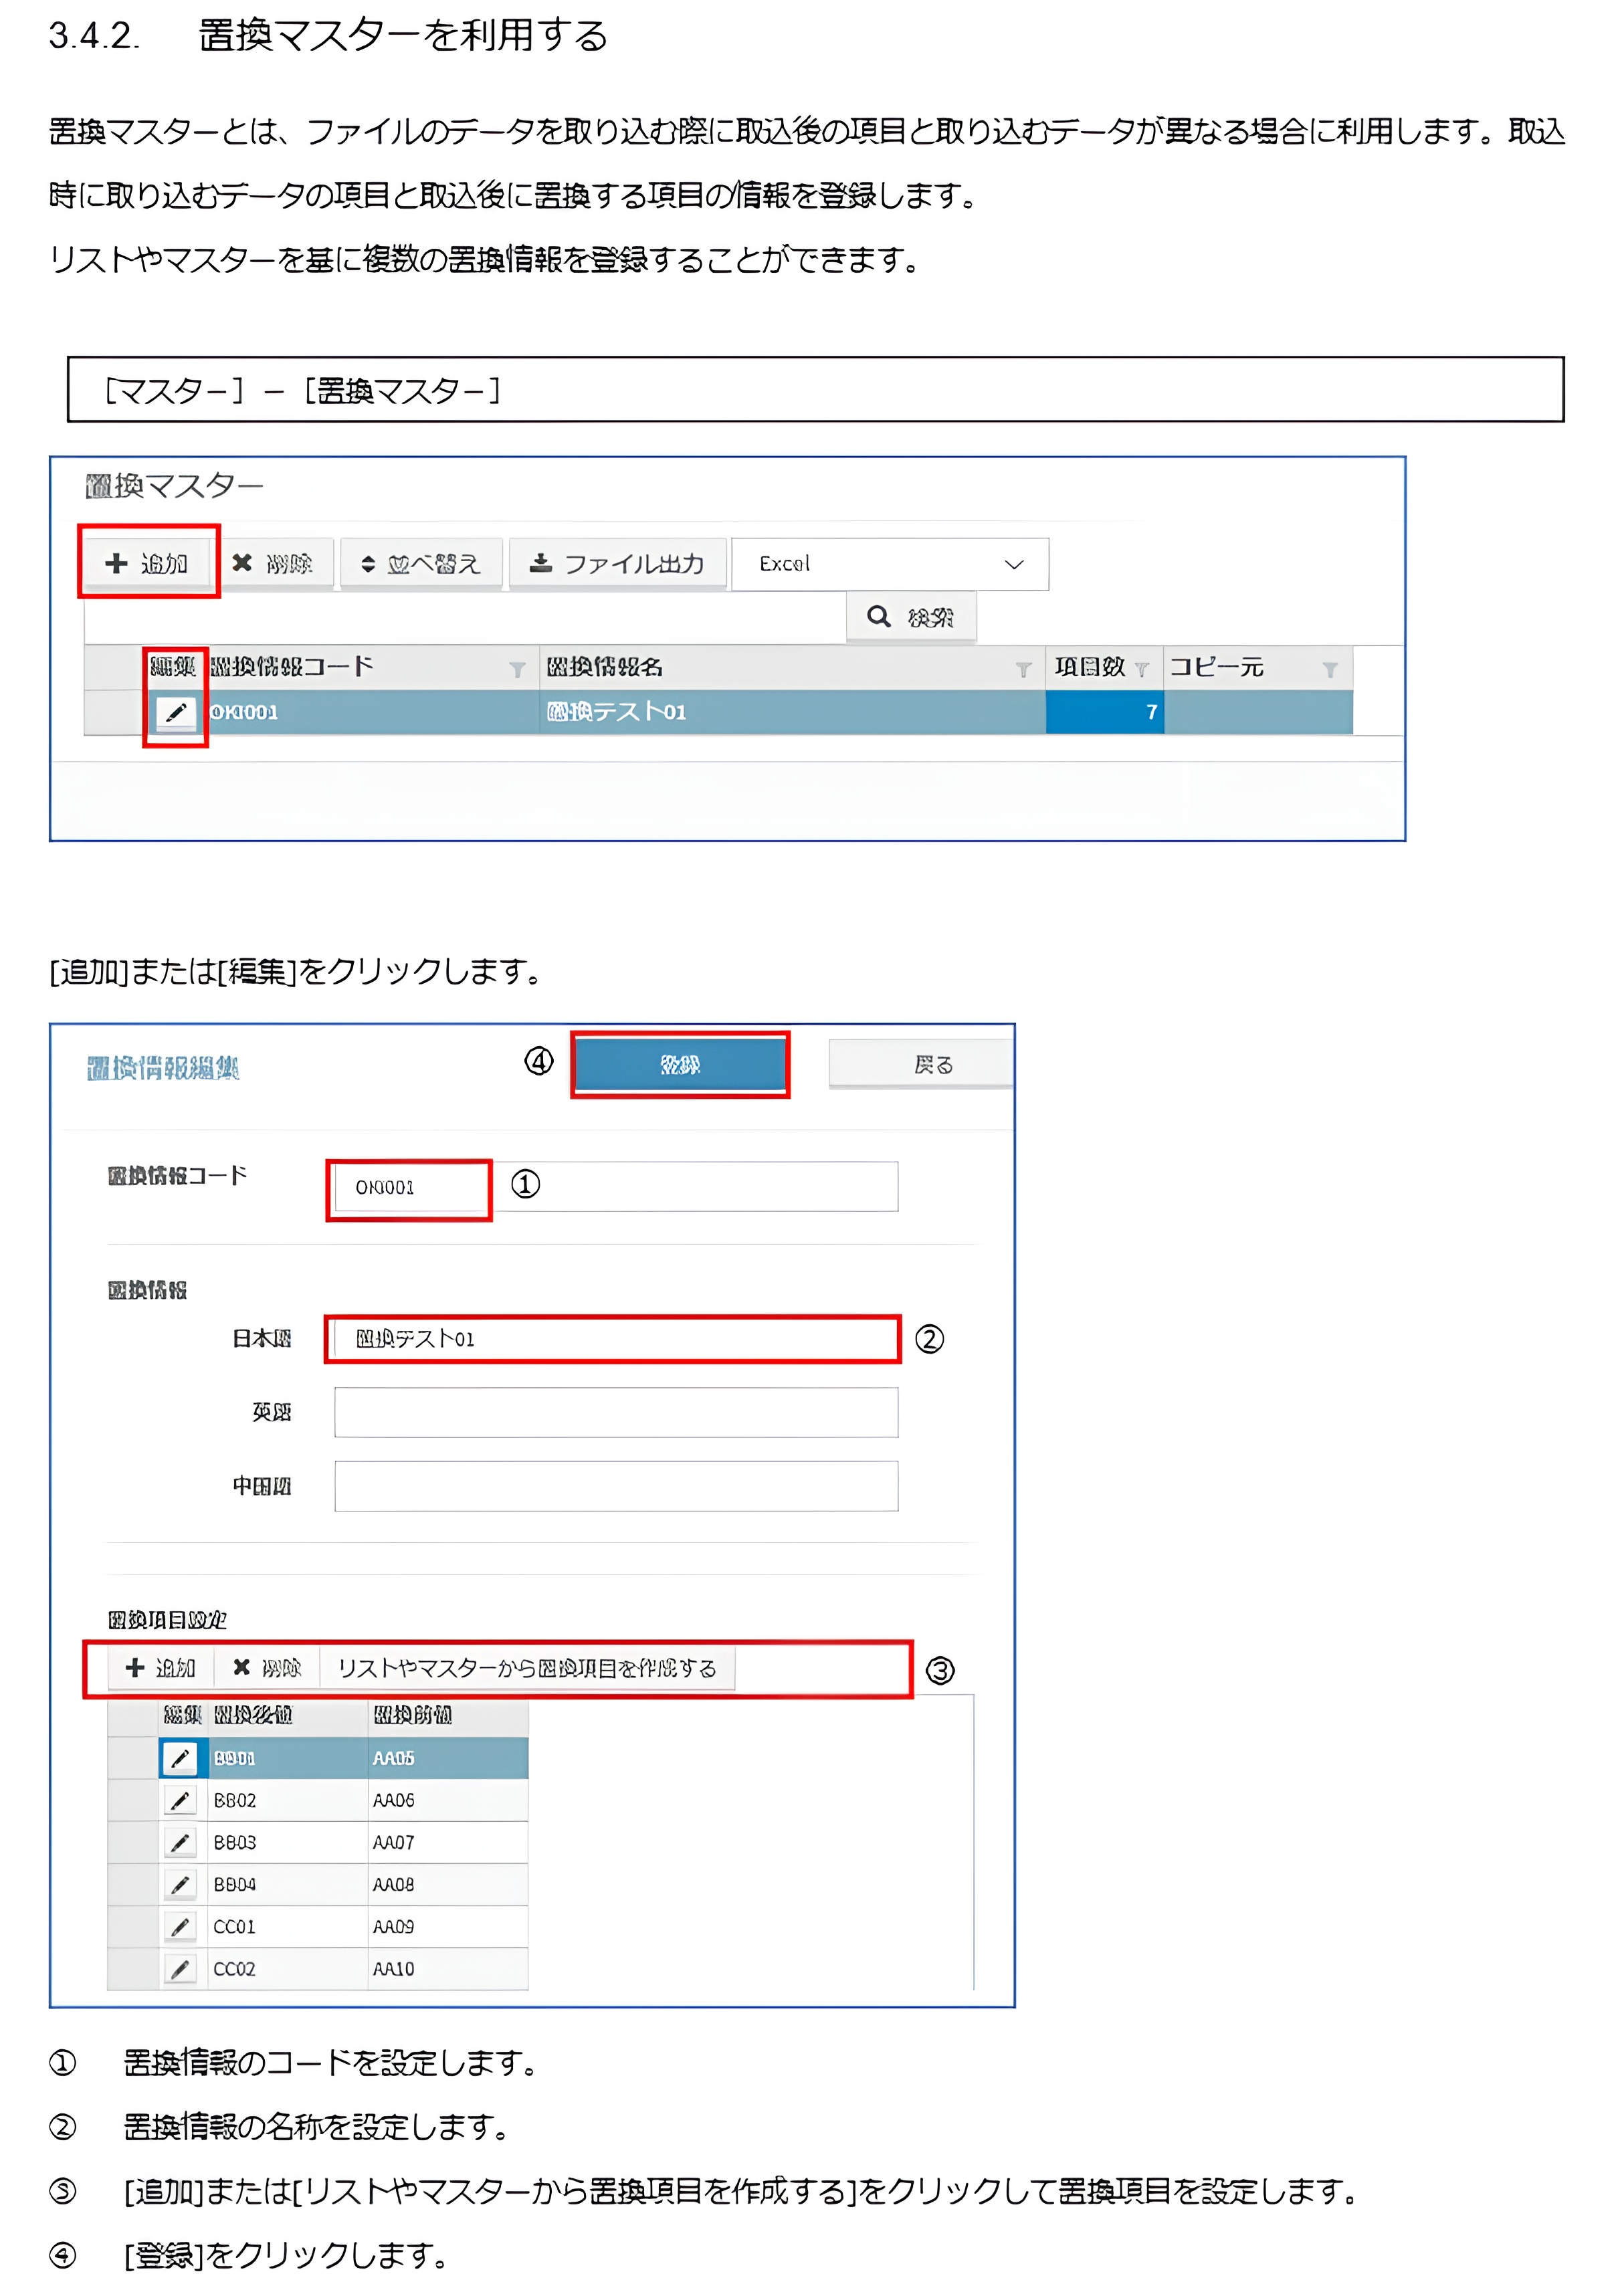 3.4.2. 置換マスターを利用する
置換マスターとは、ファイルのデータを取り込む際に取込後の項目と取り込むデータが異なる場合に利用します。取込
時に取り込むデータの項目と取込後に置換する項目の情報を登録します。
リストやマスターを基に複数の置換情報を登録することができます。
［マスター］－［置換マスター］
置換マスター
追加 削除 並べ替え ファイル出力 Excel
検索
編集 置換情報コード 置換情報名 項目数 コピー元
OKI001 置換テスト01 7
[追加]または[編集]をクリックします。
置換情報編集 ④ 登録 戻る
置換情報コード OKI001 ①
置換情報
日本語 置換テスト01 ②
英語
中国語
置換項目設定
追加 削除 リストやマスターから置換項目を作成する ③
編集 置換後値 置換前値
BB01 AA05
BB02 AA06
BB03 AA07
BB04 AA08
CC01 AA09
CC02 AA10
① 置換情報のコードを設定します。
② 置換情報の名称を設定します。
③ [追加]または[リストやマスターから置換項目を作成する]をクリックして置換項目を設定します。
④ [登録]をクリックします。